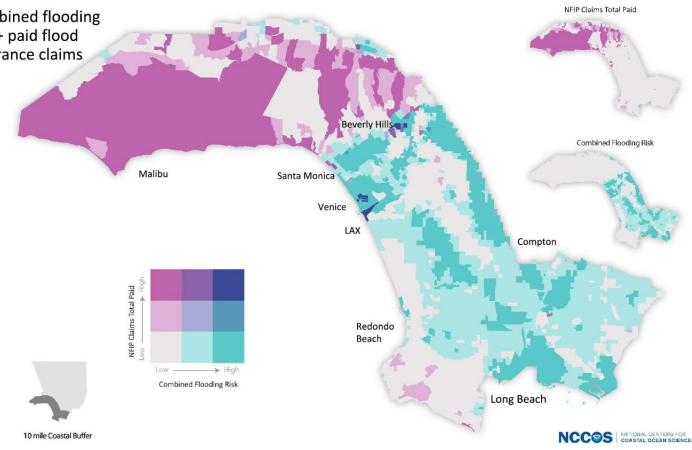 bined flooding
+ paid flood
rance claims
NFIP Claims Total Paid
Combined Flooding Risk
Beverly Hills
Malibu
Santa Monica
Venice
LAX
Compton
Redondo
Beach
Long Beach
NFIP Claims Total Paid
Low
High
Low
High
Combined Flooding Risk
10 mile Coastal Buffer
NCCOS
NATIONAL CENTERS FOR
COASTAL OCEAN SCIENCE